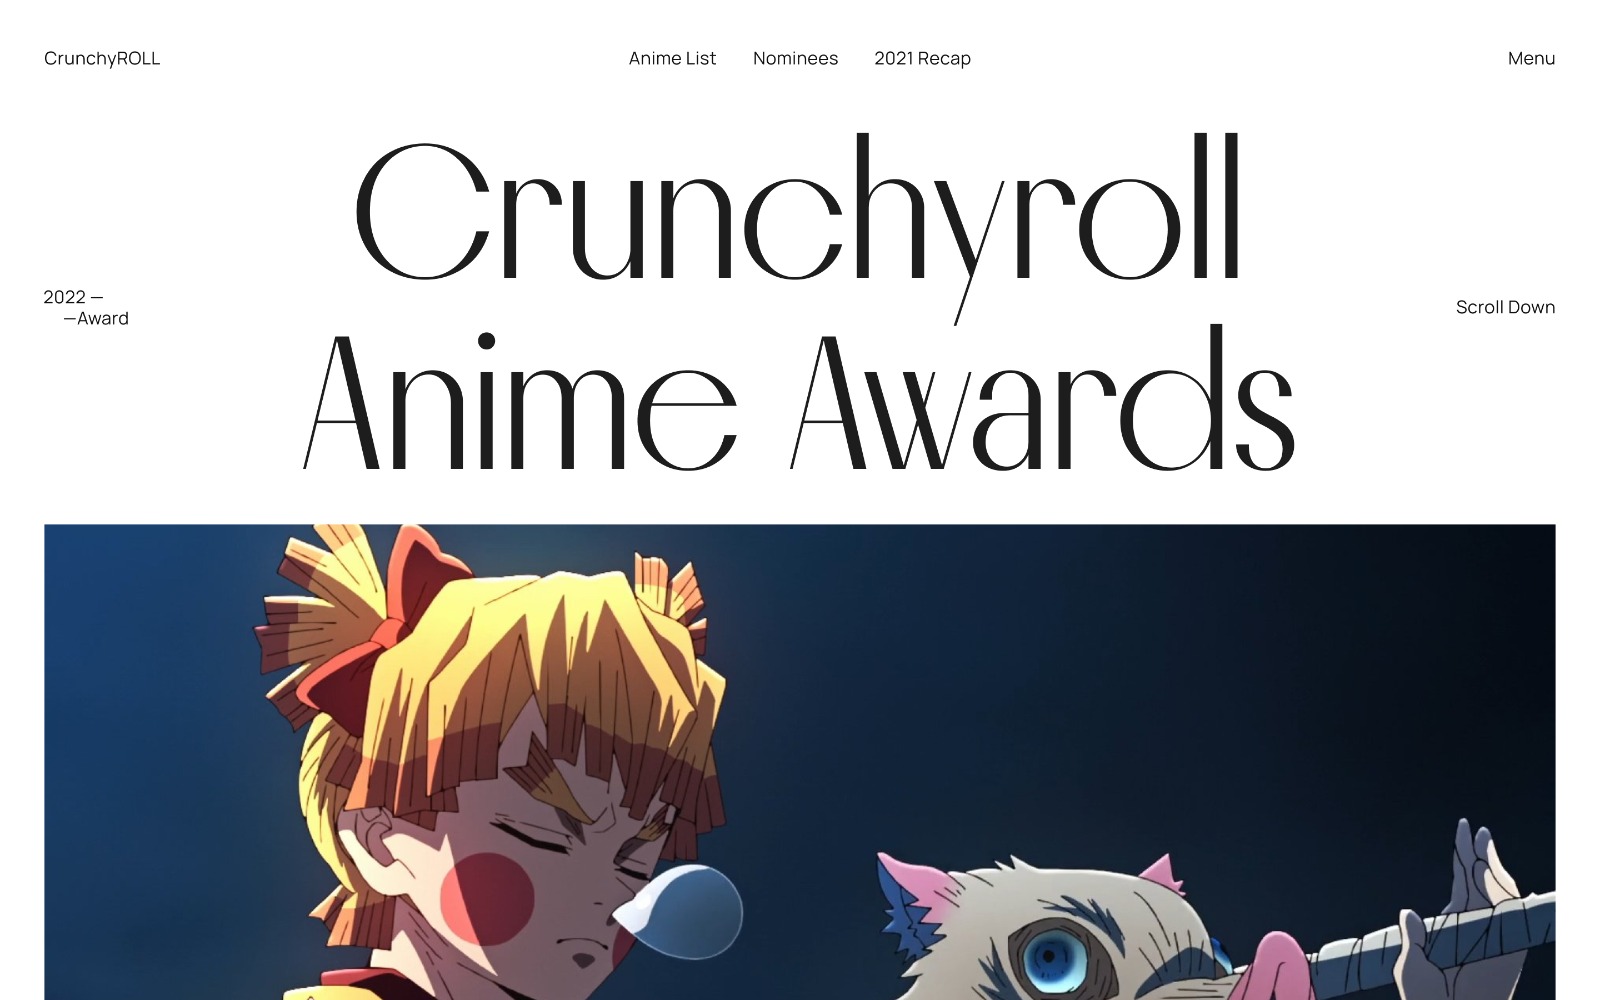 CrunchyROLL
Anime List
Nominees
2021 Recap
Menu
Crunchyroll
Anime Awards
2022 —
—Award
Scroll Down